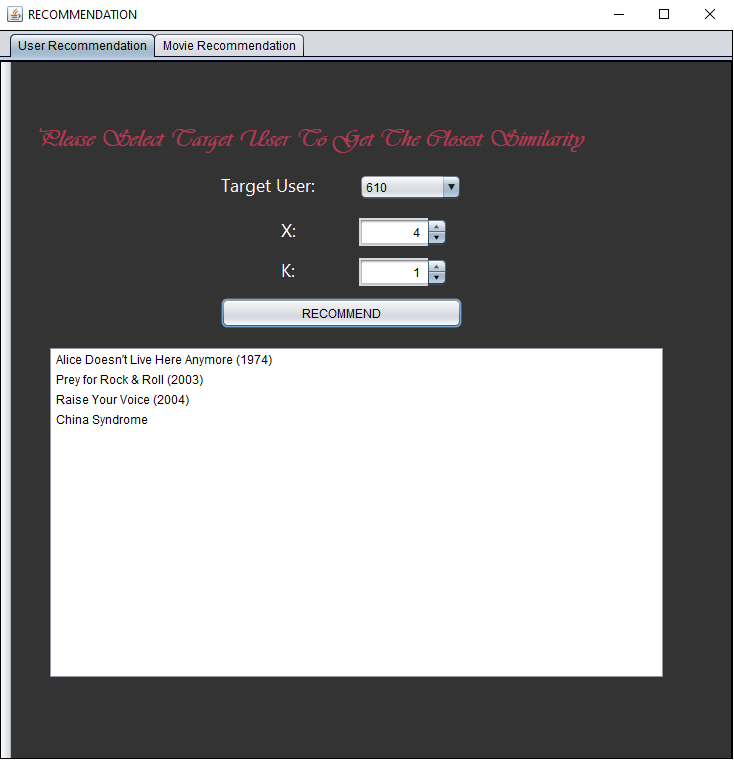 RECOMMENDATION
User Recommendation Movie Recommendation
Please Select Target User To Get The Closest Similarity
Target User: 610
X: 4
K: 1
RECOMMEND
Alice Doesn't Live Here Anymore (1974)
Prey for Rock & Roll (2003)
Raise Your Voice (2004)
China Syndrome